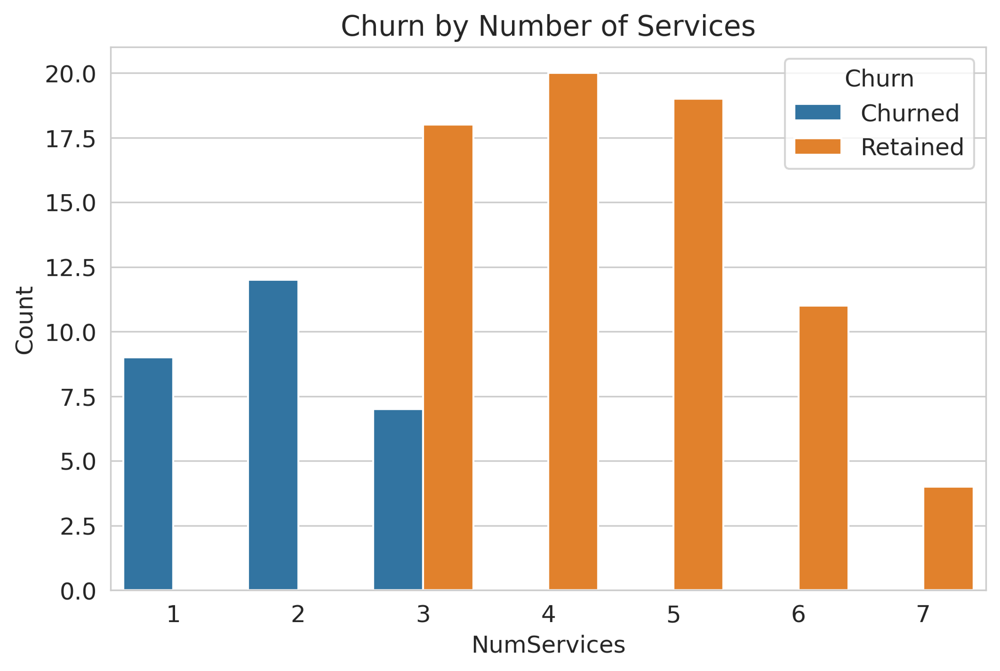 Churn by Number of Services
Churn
Churned
Retained
20.0
17.5
15.0
12.5
10.0
7.5
5.0
2.5
0.0
Count
1 2 3 4 5 6 7
NumServices